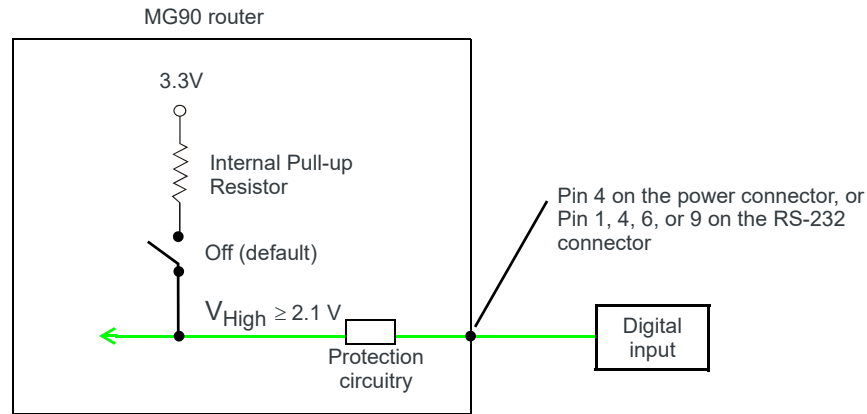 MG90 router
3.3V
Internal Pull-up
Resistor
Off (default)
Pin 4 on the power connector, or
Pin 1, 4, 6, or 9 on the RS-232
connector
VHigh ≥ 2.1 V
Protection
circuitry
Digital
input